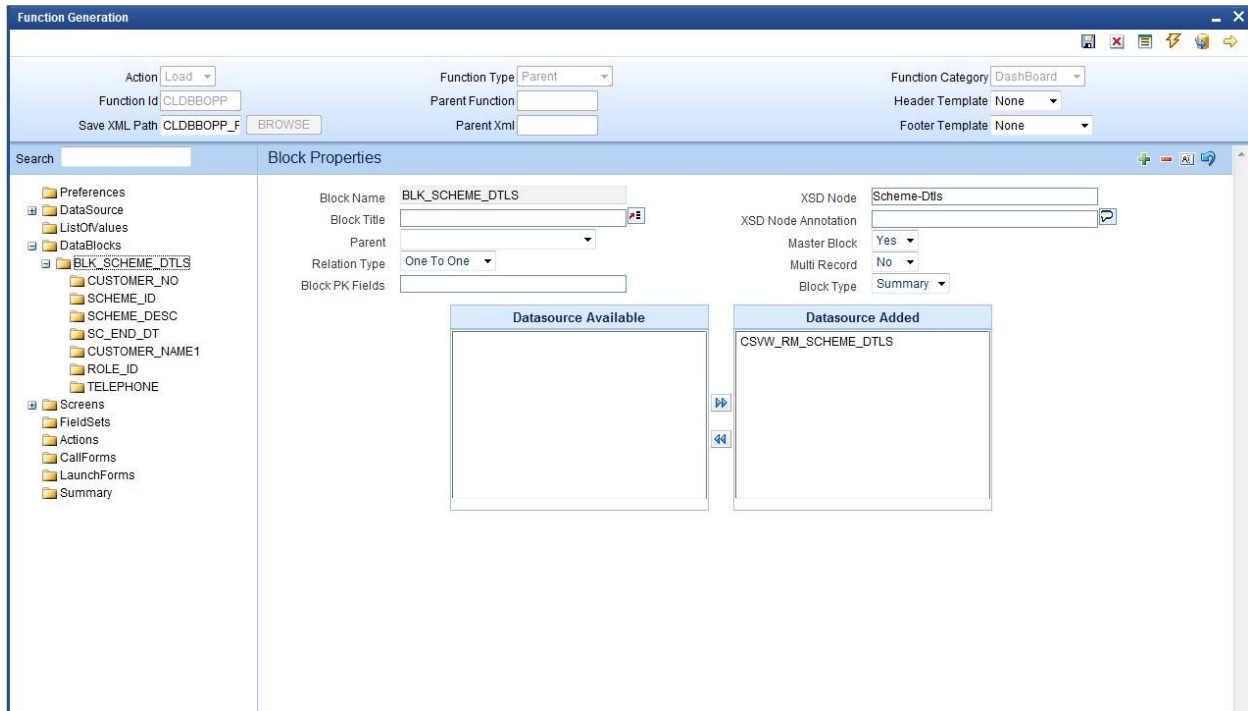 Function Generation
Action Load
Function Type Parent
Function Category DashBoard
Function Id CLDBBOPP
Parent Function
Header Template None
Save XML Path CLDBBOPP_F BROWSE
Parent Xml
Footer Template None
Search
Block Properties
Preferences
DataSource
ListOfValues
DataBlocks
BLK_SCHEME_DTLS
CUSTOMER_NO
SCHEME_ID
SCHEME_DESC
SC_END_DT
CUSTOMER_NAME1
ROLE_ID
TELEPHONE
Screens
FieldSets
Actions
CallForms
LaunchForms
Summary
Block Name BLK_SCHEME_DTLS
XSD Node Scheme-Dtls
Block Title
XSD Node Annotation
Parent
Master Block Yes
Relation Type One To One
Multi Record No
Block PK Fields
Block Type Summary
Datasource Available
Datasource Added
CSVW_RM_SCHEME_DTLS